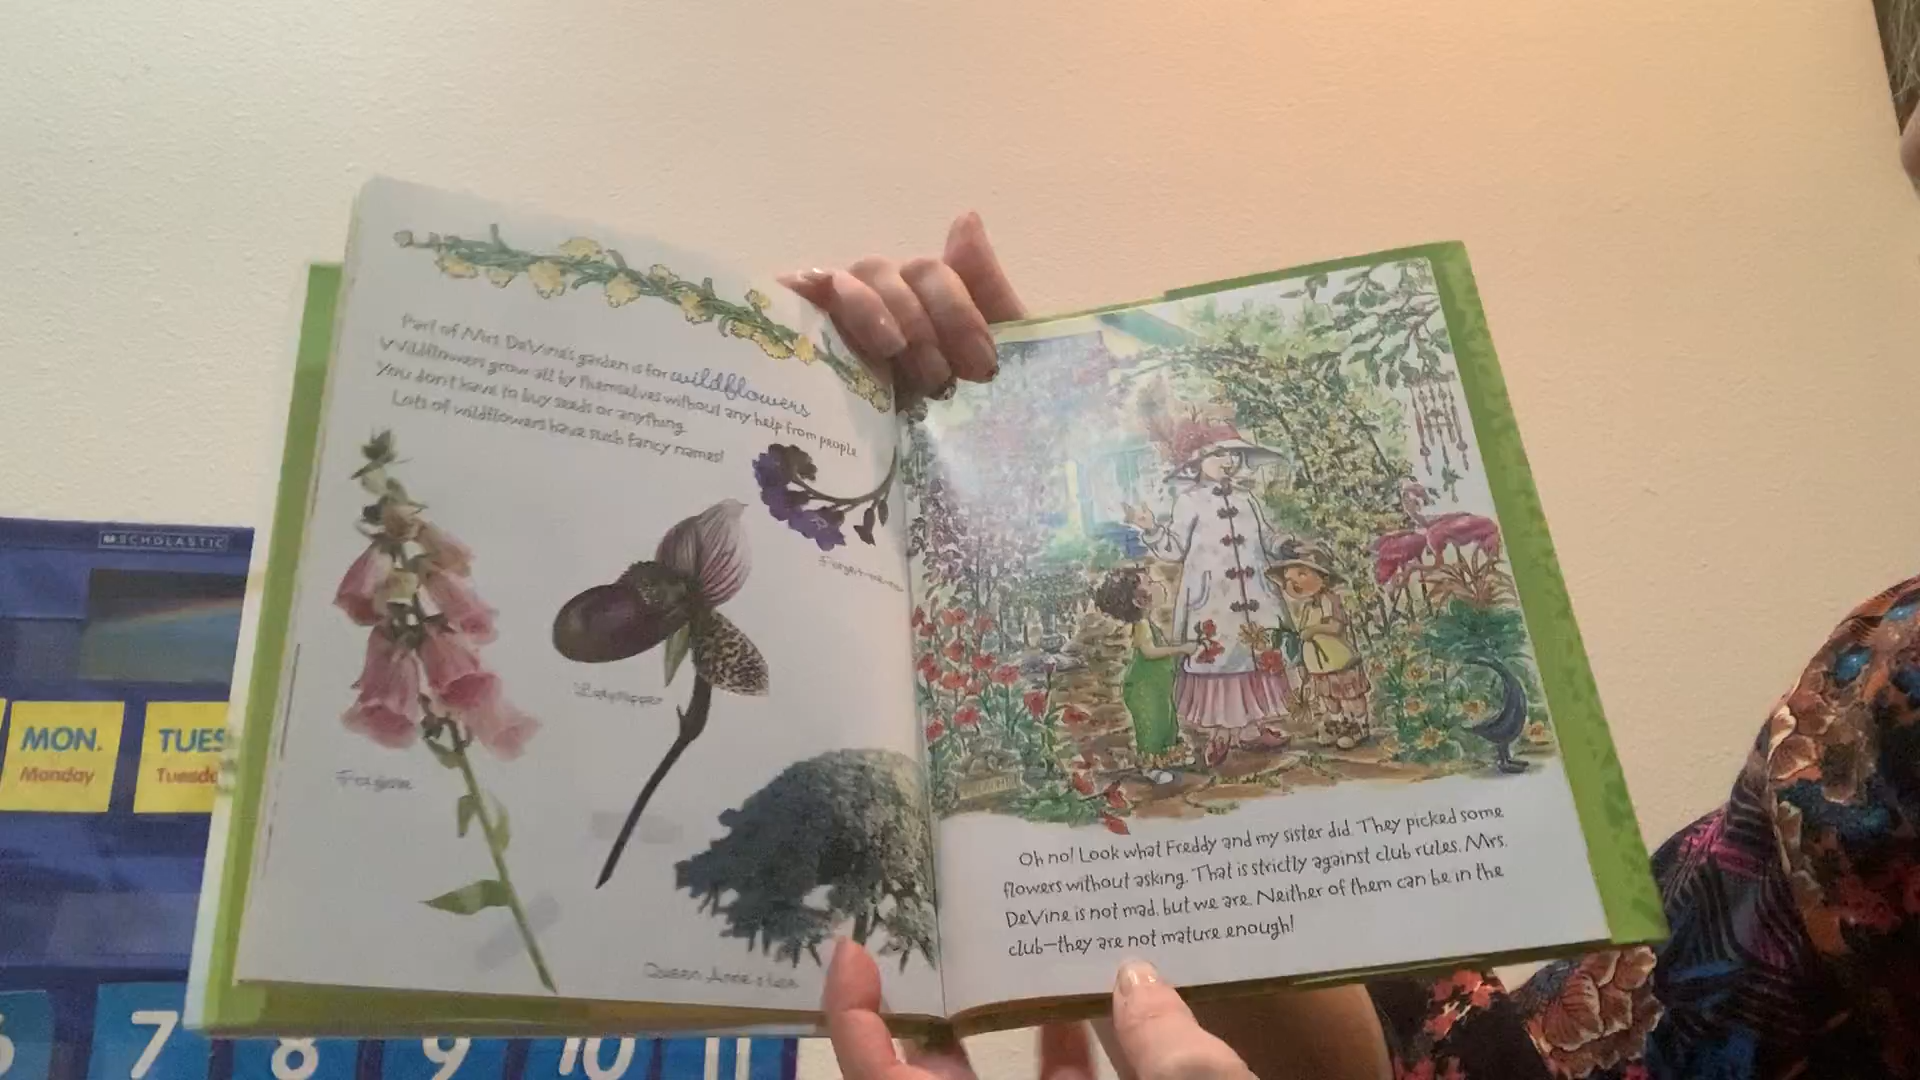 Part of Mrs. DeVine's garden is for wildflowers
Wildflowers grow all by themselves without any help from people
You don't have to buy seeds or anything.
Lots of wildflowers have such fancy names!
Forget-me-not
Ladyslipper
Foxglove
Queen Anne's lace
Oh no! Look what Freddy and my sister did. They picked some
flowers without asking. That is strictly against club rules. Mrs.
DeVine is not mad, but we are. Neither of them can be in the
club—they are not mature enough!
SCHOLASTIC
MON.
Monday
TUES
Tuesda
6
7
8
9
10
11